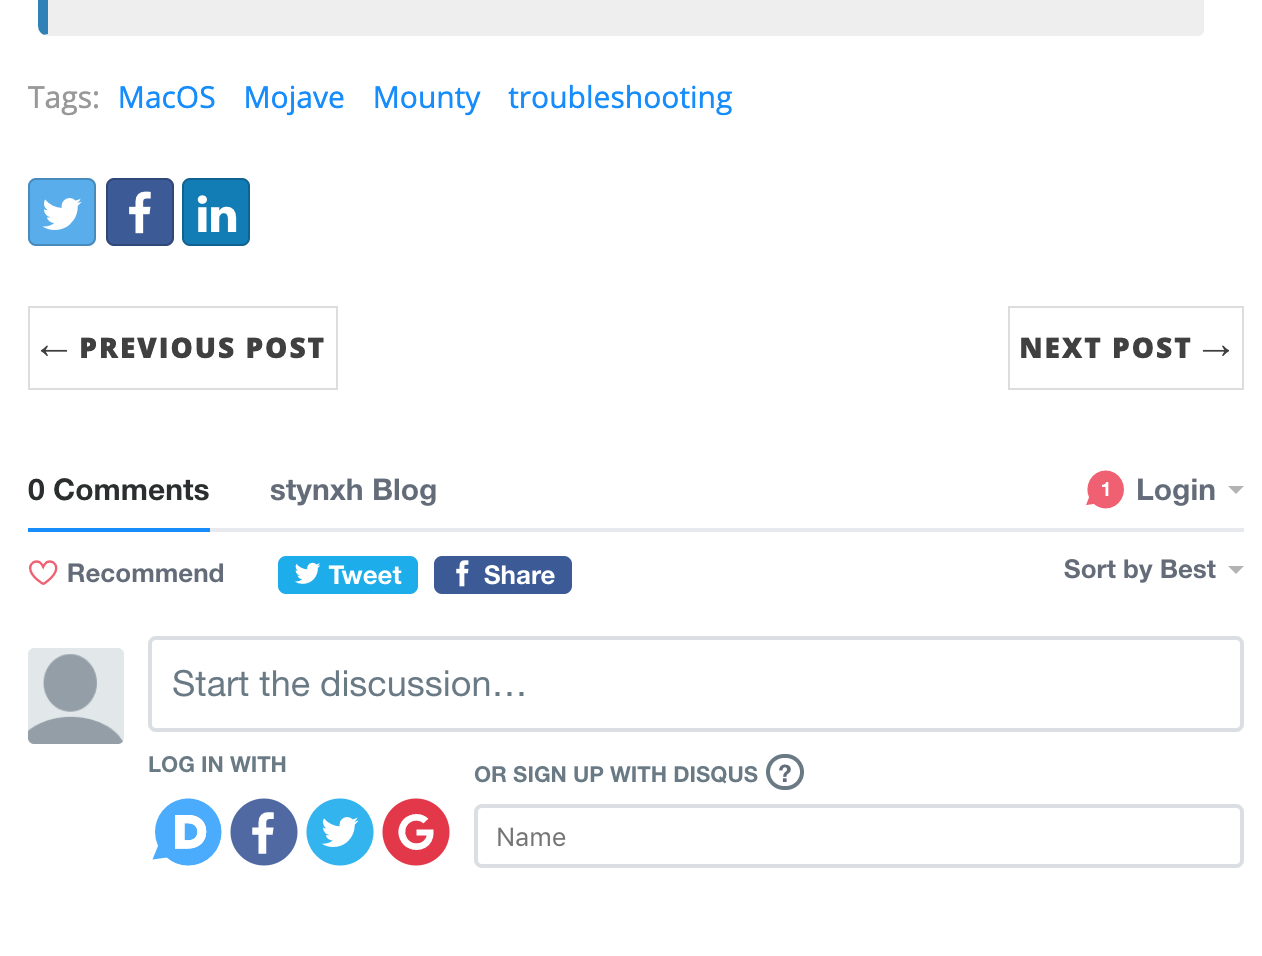 Tags: MacOS Mojave Mounty troubleshooting
← PREVIOUS POST
NEXT POST →
0 Comments
stynxh Blog
1 Login
Recommend
Tweet
Share
Sort by Best
Start the discussion...
LOG IN WITH
OR SIGN UP WITH DISQUS ?
Name